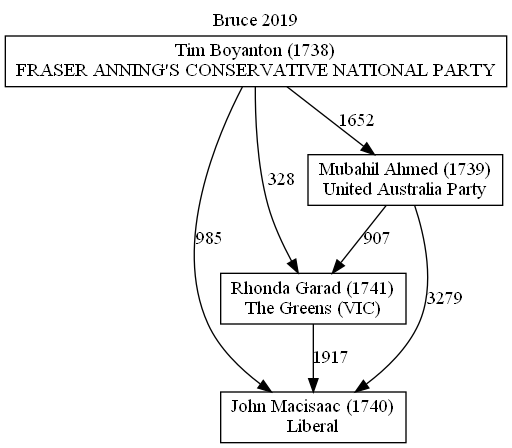 Bruce 2019
Tim Boyanton (1738)
FRASER ANNING'S CONSERVATIVE NATIONAL PARTY
1652
Mubahil Ahmed (1739)
United Australia Party
985
328
907
3279
Rhonda Garad (1741)
The Greens (VIC)
1917
John Macisaac (1740)
Liberal